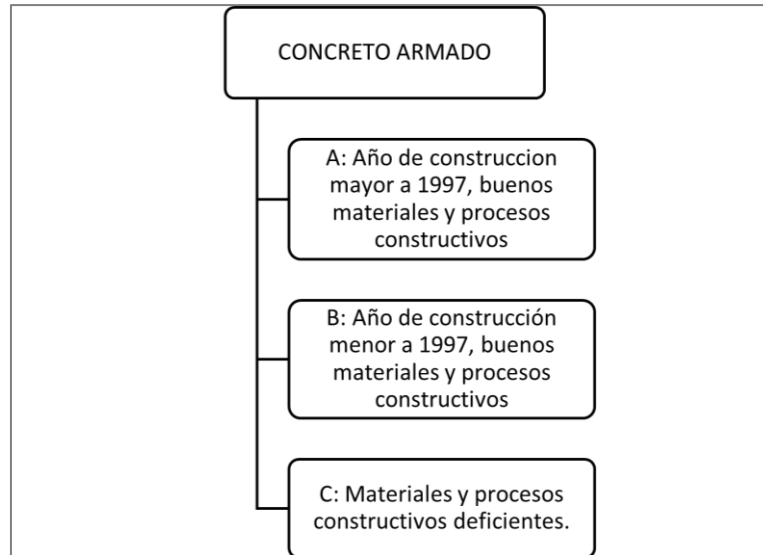 CONCRETO ARMADO
A: Año de construccion
mayor a 1997, buenos
materiales y procesos
constructivos
B: Año de construcción
menor a 1997, buenos
materiales y procesos
constructivos
C: Materiales y procesos
constructivos deficientes.